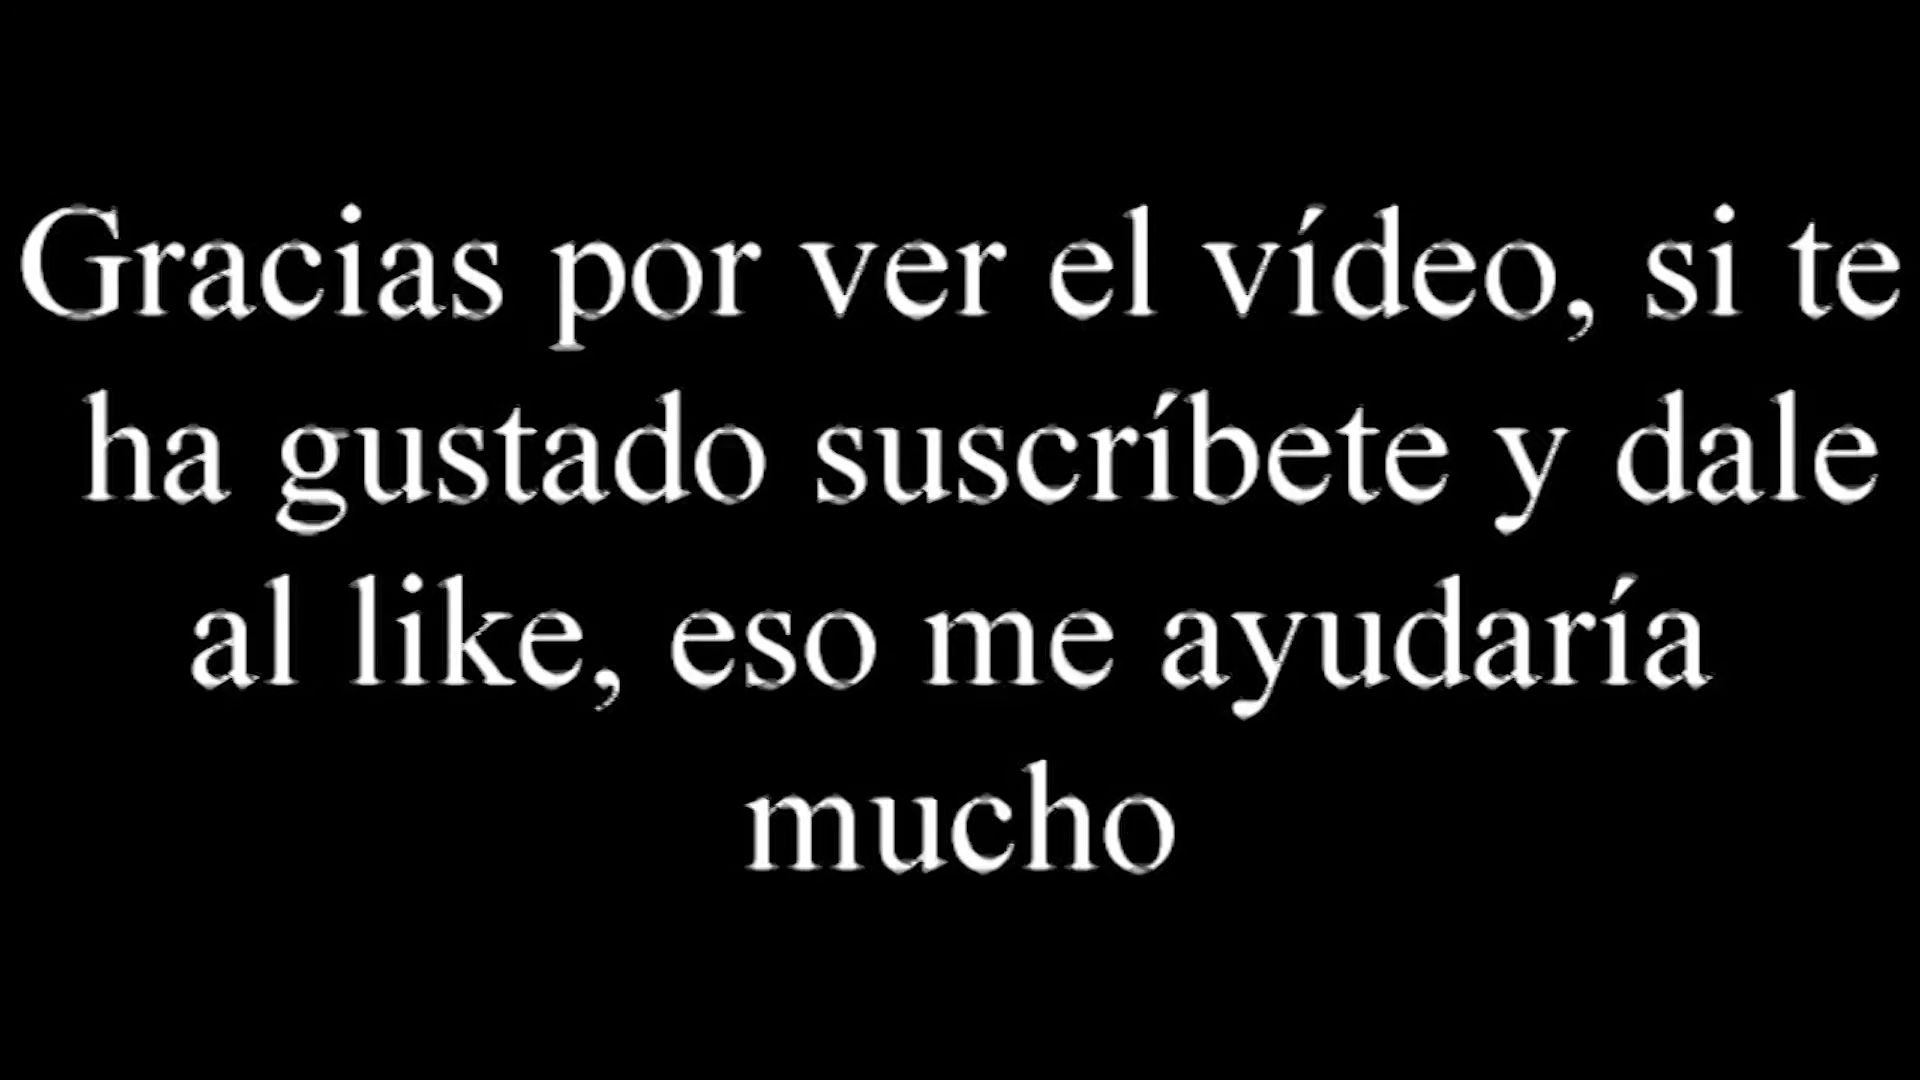 Gracias por ver el vídeo, si te
ha gustado suscríbete y dale
al like, eso me ayudaría
mucho